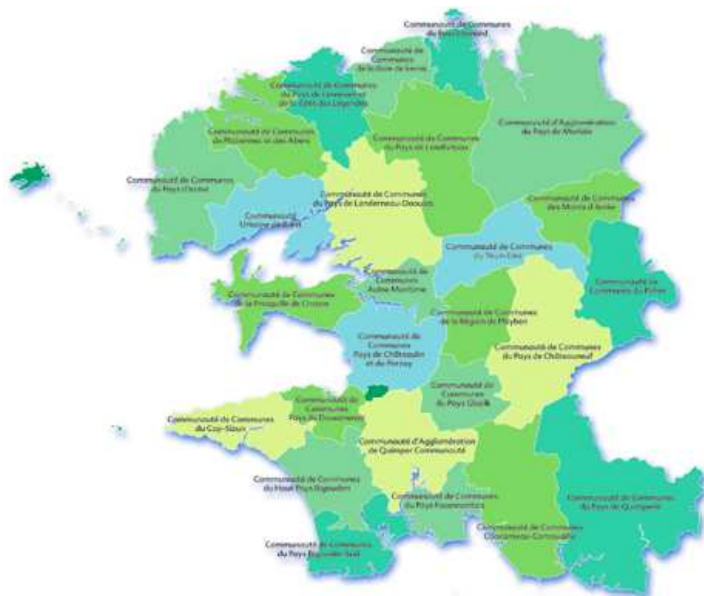 Communauté de Communes
du Pays Léonard
Communauté de
Communes
de la Baie du Kernic
Communauté de Communes
du Pays de Lesneven et
de la Côte des Légendes
Communauté d'Agglomération
du Pays de Morlaix
Communauté de Communes
de Plabennec et des Abers
Communauté de Communes
du Pays de Landivisiau
Communauté de Communes
du Pays d'Iroise
Communauté de Communes
du Pays de Landerneau-Daoulas
Communauté de Communes
des Monts d'Arrée
Communauté
Urbaine de Brest
Communauté de Communes
du Yeun Elez
Communauté de
Communes
Aulne Maritime
Communauté de
Communes du Poher
Communauté de Communes
de la Presqu'île de Crozon
Communauté de Communes
de la Région de Pleyben
Communauté de
Communes
Pays de Châteaulin
et du Porzay
Communauté de Communes
du Pays de Châteauneuf
Communauté de
Communes
du Pays Glazik
Communauté de
Communes
Pays de Douarnenez
Communauté de Communes
du Cap-Sizun
Communauté d'Agglomération
de Quimper Communauté
Communauté de Communes
du Haut Pays Bigouden
Communauté de Communes
du Pays Fouesnantais
Communauté de Communes
du Pays de Quimperlé
Communauté de Communes
Concarneau-Cornouaille
Communauté de Communes
du Pays Bigouden Sud